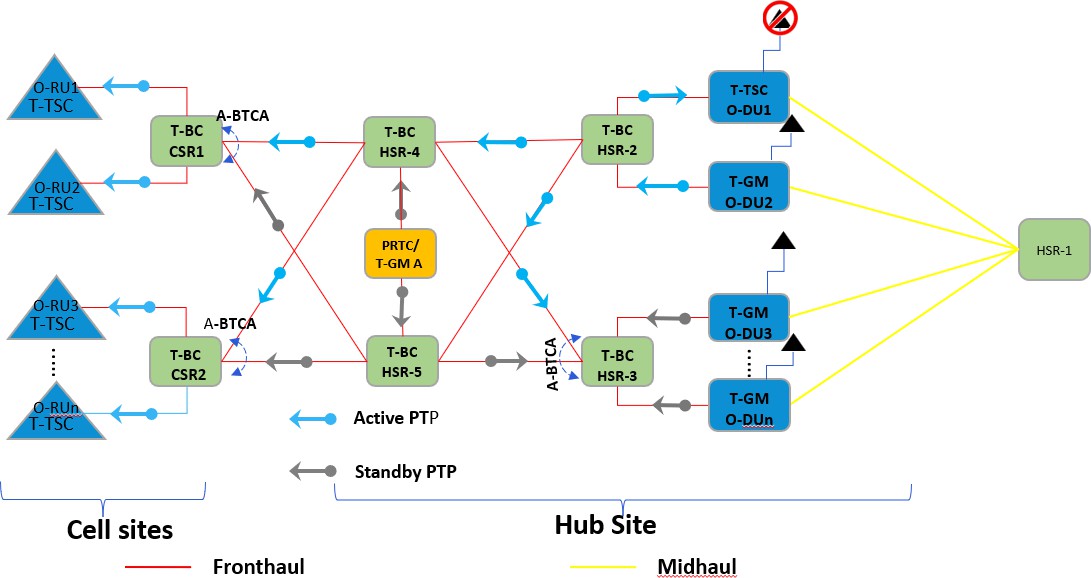 O-RU1
T-TSC
A-BTCA
T-BC
CSR1
T-BC
HSR-4
T-BC
HSR-2
T-TSC
O-DU1
O-RU2
T-TSC
T-GM
O-DU2
PRTC/
T-GM A
HSR-1
O-RU3
T-TSC
A-BTCA
T-BC
CSR2
T-BC
HSR-5
A-BTCA
T-BC
HSR-3
T-GM
O-DU3
O-RUn
T-TSC
T-GM
O-DUn
Active PTP
Standby PTP
Cell sites
Hub Site
Fronthaul
Midhaul